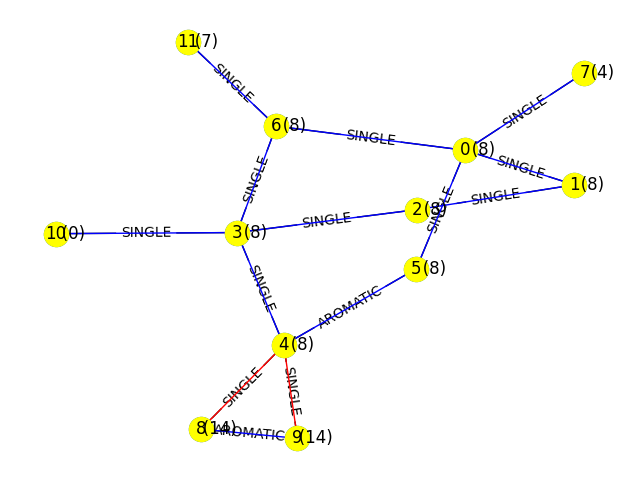 11(7)
SINGLE
7(4)
SINGLE
6(8)
SINGLE
0(8)
SINGLE
SINGLE
1(8)
SINGLE
SINGLE
2(8)
SINGLE
3(8)
10(0)
SINGLE
SINGLE
5(8)
AROMATIC
4(8)
SINGLE
SINGLE
8(14)
AROMATIC
9(14)